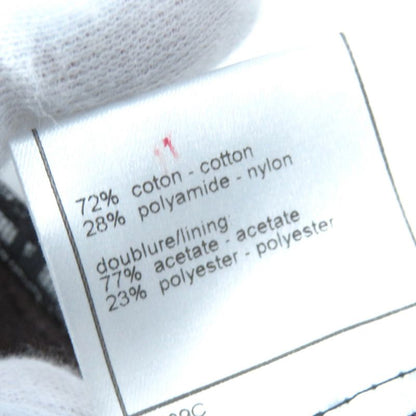 72% coton - cotton
28% polyamide - nylon
doublure/lining:
77% acetate - acetate
23% polyester - polyester